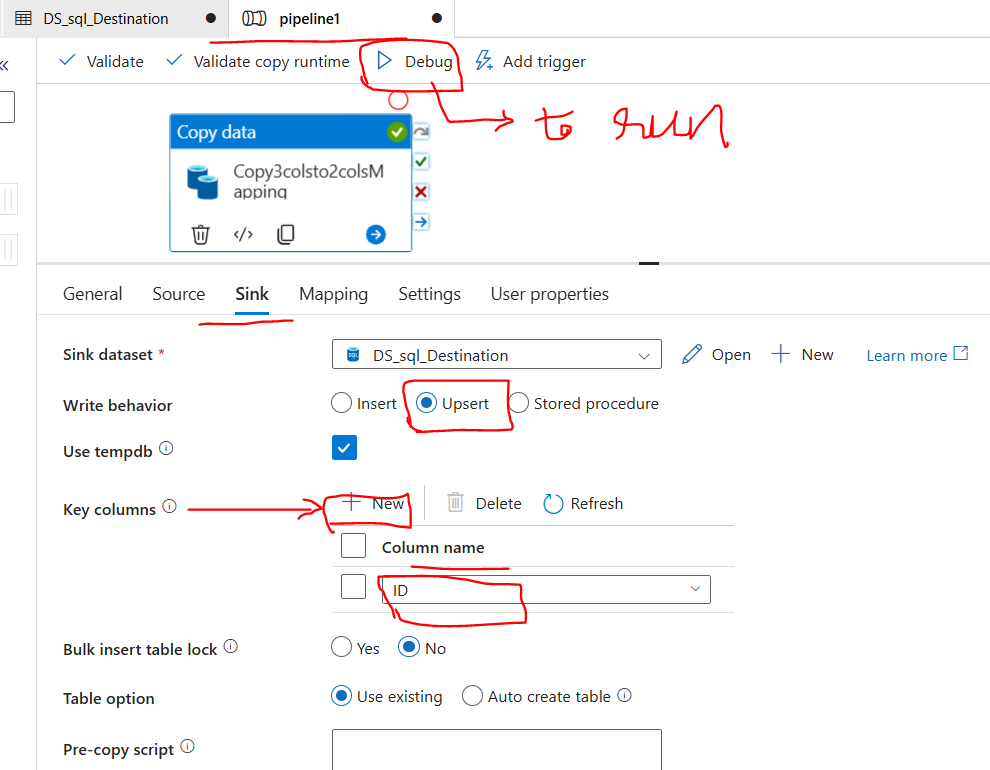 DS_sql_Destination pipeline1
Validate Validate copy runtime Debug Add trigger
to run
Copy data
Copy3colsto2colsM
apping
General Source Sink Mapping Settings User properties
Sink dataset * DS_sql_Destination Open New Learn more
Write behavior Insert Upsert Stored procedure
Use tempdb
Key columns New Delete Refresh
Column name
ID
Bulk insert table lock Yes No
Table option Use existing Auto create table
Pre-copy script